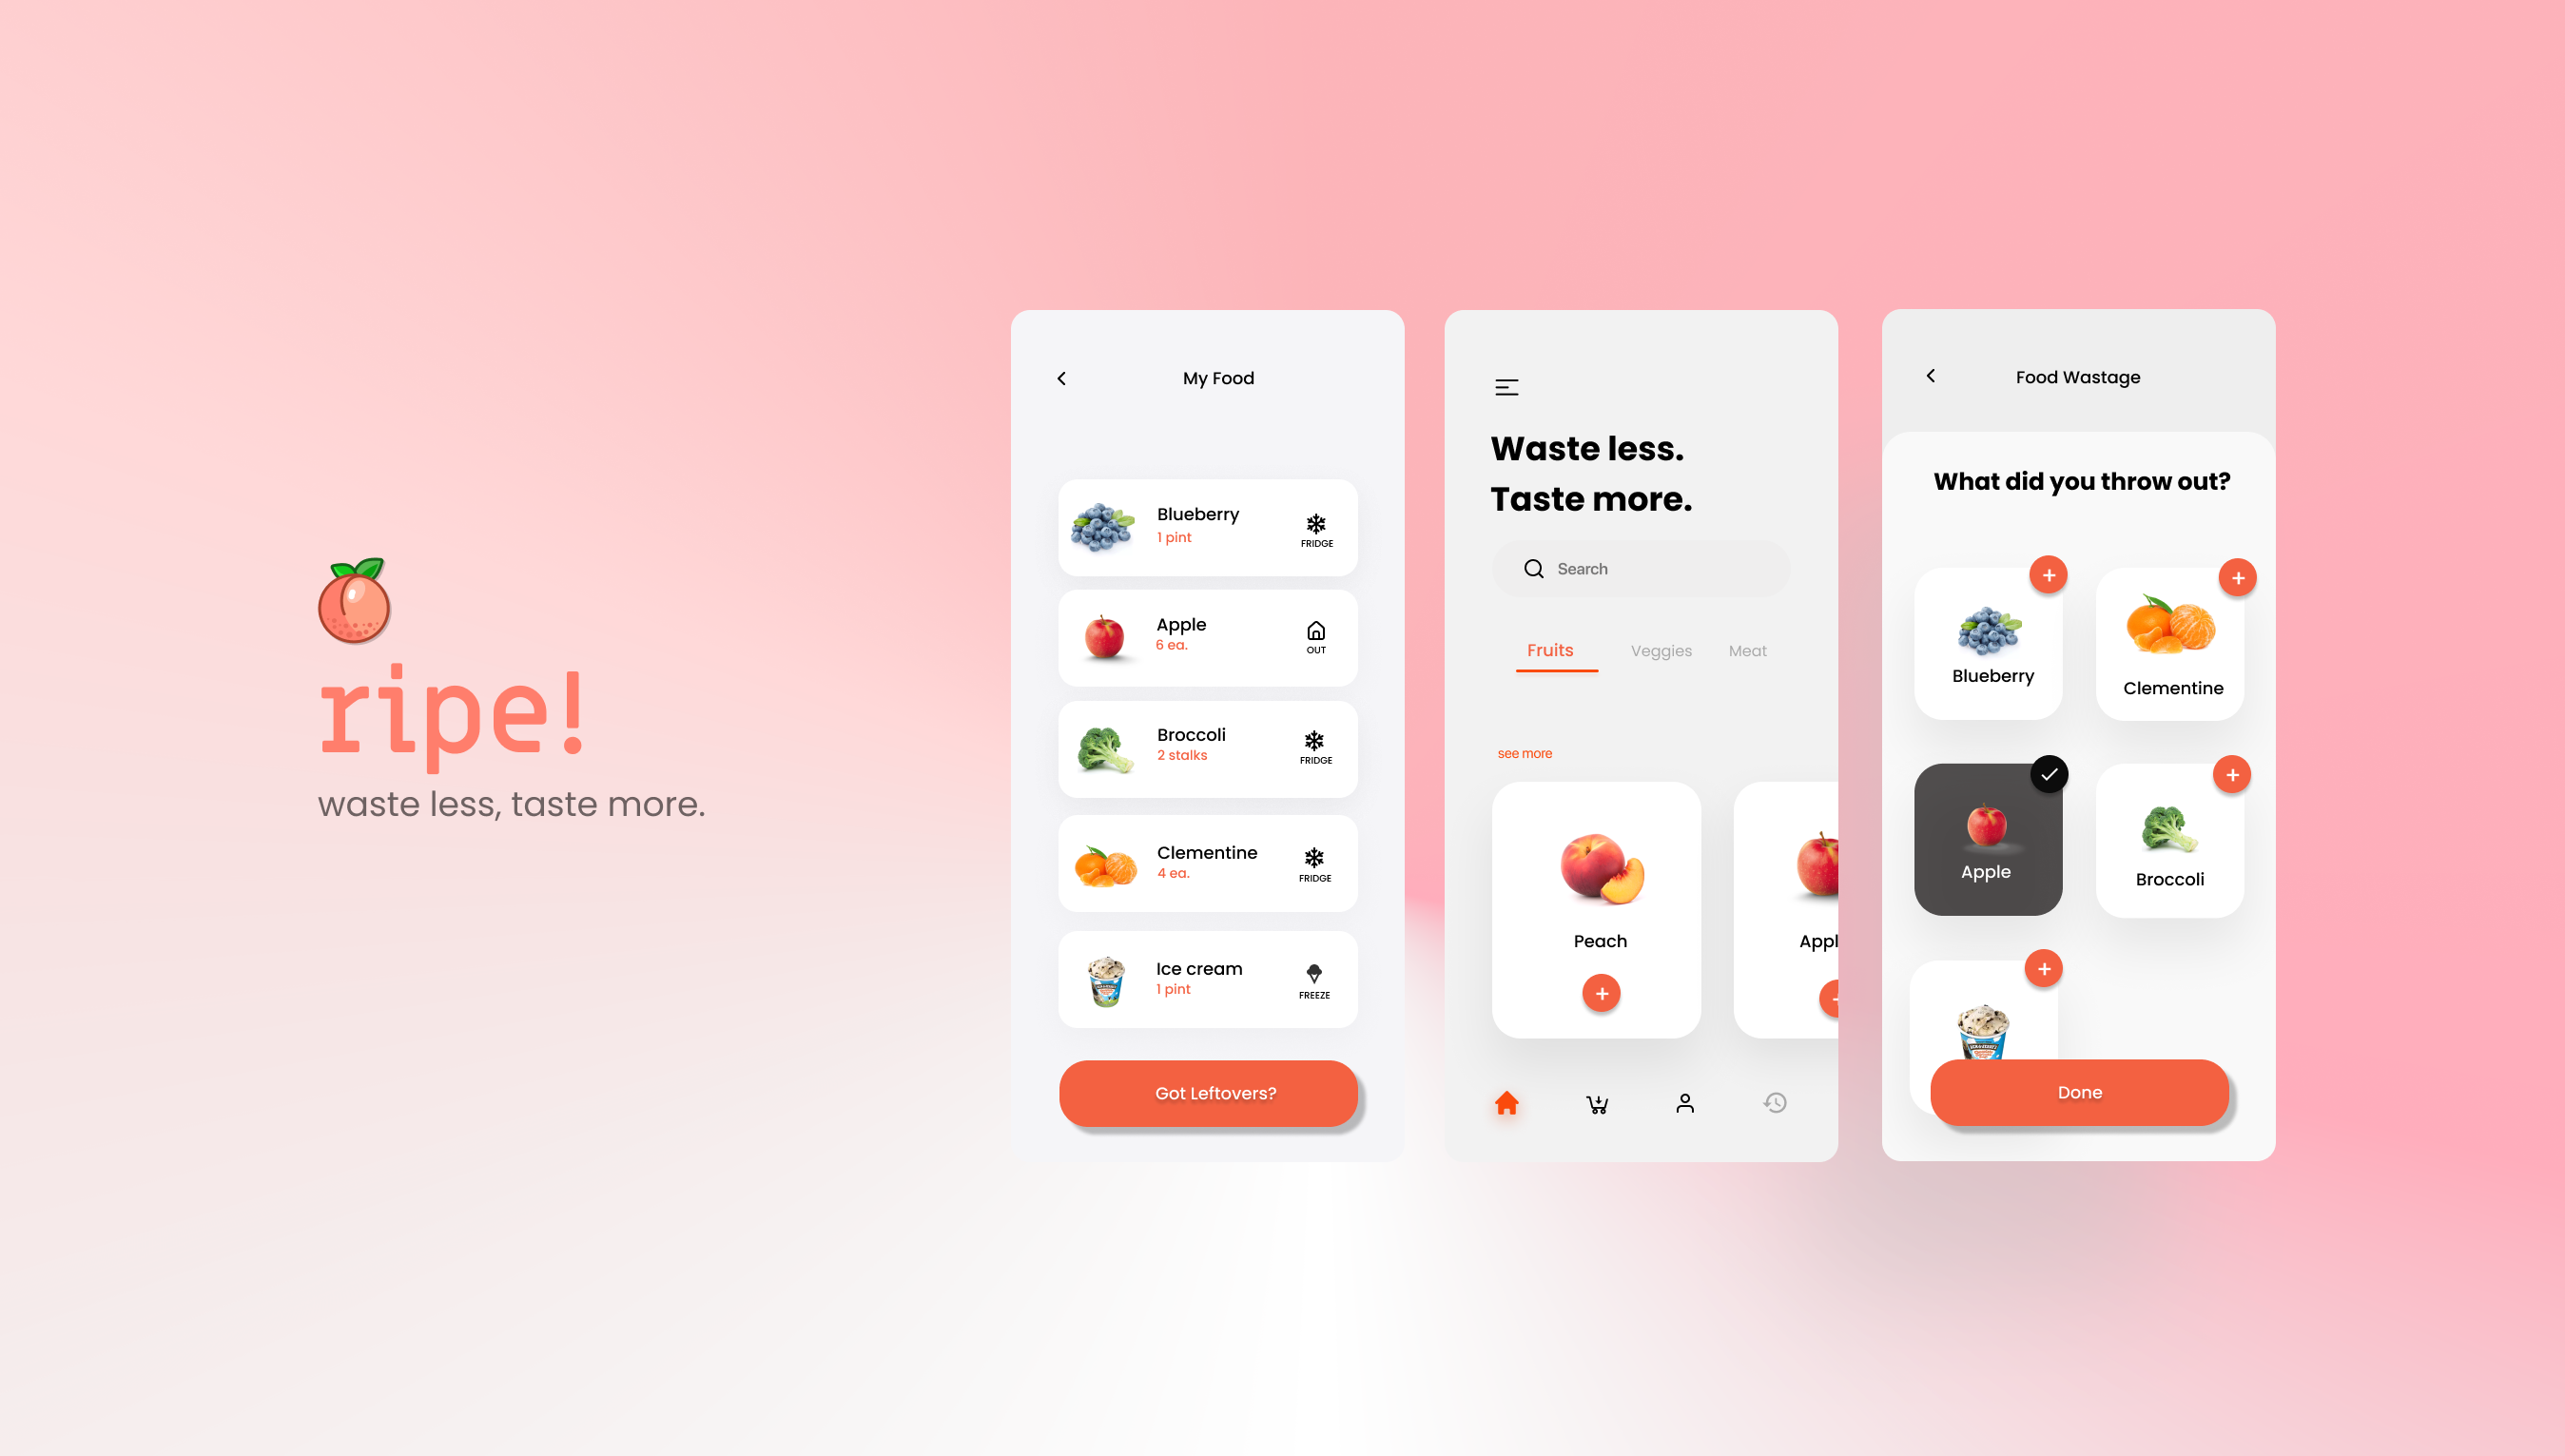 ripe!
waste less, taste more.
My Food
Blueberry
1 pint
FRIDGE
Apple
6 ea.
OUT
Broccoli
2 stalks
FRIDGE
Clementine
4 ea.
FRIDGE
Ice cream
1 pint
FREEZE
Got Leftovers?
Waste less.
Taste more.
Search
Fruits Veggies Meat
see more
Peach
Appl
Food Wastage
What did you throw out?
Blueberry
Clementine
Apple
Broccoli
Done